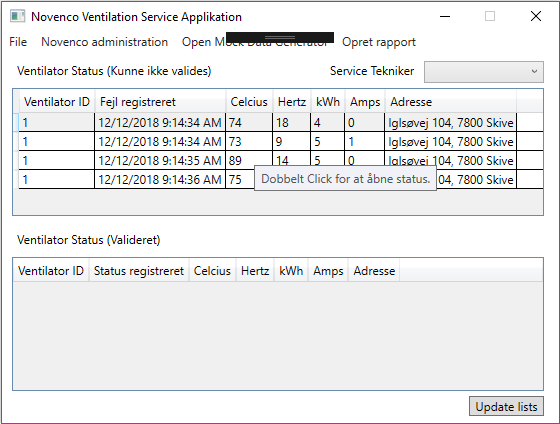 Novenco Ventilation Service Applikation
File Novenco administration Open Mock Data Generator Opret rapport
Ventilator Status (Kunne ikke valides) Service Tekniker
Ventilator ID Fejl registreret Celcius Hertz kWh Amps Adresse
1 12/12/2018 9:14:34 AM 74 18 4 0 Iglsøvej 104, 7800 Skive
1 12/12/2018 9:14:34 AM 73 9 5 1 Iglsøvej 104, 7800 Skive
1 12/12/2018 9:14:35 AM 89 14 5 0 Iglsøvej 104, 7800 Skive
1 12/12/2018 9:14:36 AM 75 104, 7800 Skive
Dobbelt Click for at åbne status.
Ventilator Status (Valideret)
Ventilator ID Status registreret Celcius Hertz kWh Amps Adresse
Update lists